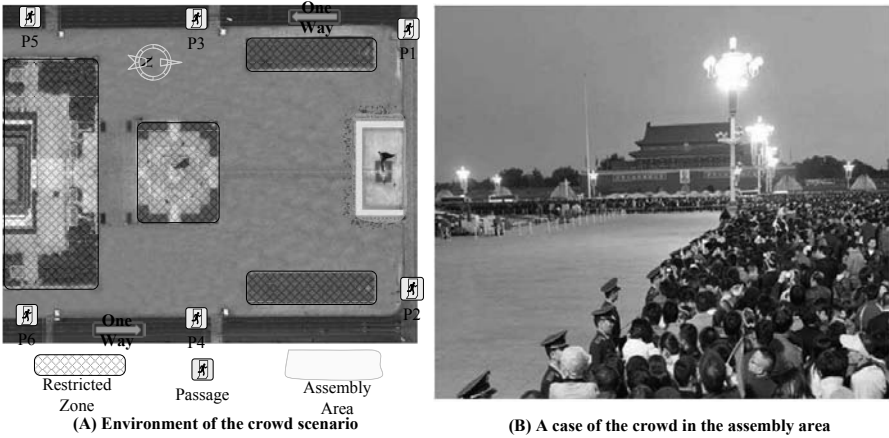 One
Way
P5
P3
P1
P2
P6
One
Way
P4
Restricted
Zone
Passage
Assembly
Area
(A) Environment of the crowd scenario
(B) A case of the crowd in the assembly area